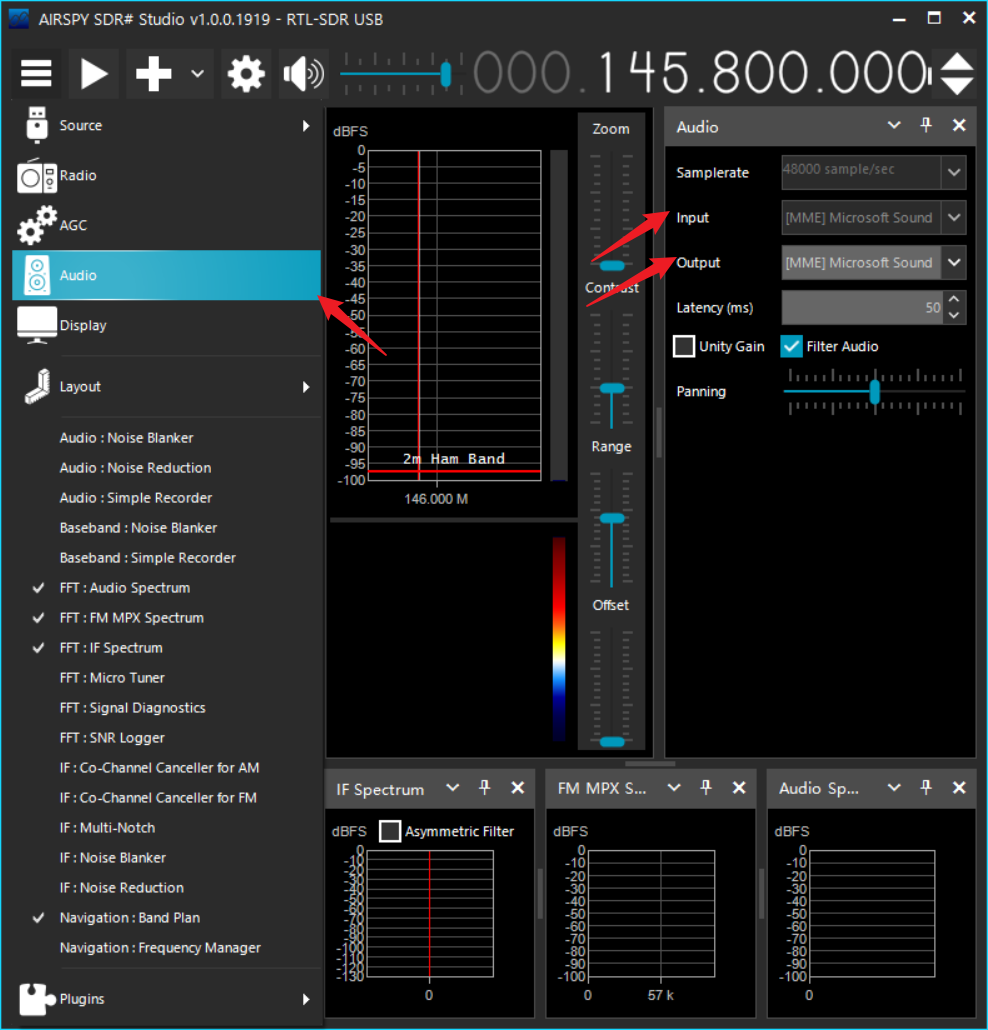 AIRSPY SDR# Studio v1.0.0.1919 - RTL-SDR USB
000.145.800.000
Source
Radio
AGC
Audio
Display
Layout
Audio : Noise Blanker
Audio : Noise Reduction
Audio : Simple Recorder
Baseband : Noise Blanker
Baseband : Simple Recorder
FFT : Audio Spectrum
FFT : FM MPX Spectrum
FFT : IF Spectrum
FFT : Micro Tuner
FFT : Signal Diagnostics
FFT : SNR Logger
IF : Co-Channel Canceller for AM
IF : Co-Channel Canceller for FM
IF : Multi-Notch
IF : Noise Blanker
IF : Noise Reduction
Navigation : Band Plan
Navigation : Frequency Manager
Plugins
dBFS
0
-5
-10
-15
-20
-25
-30
-35
-40
-45
-50
-55
-60
-65
-70
-75
-80
-85
-90
-95
-100
2m Ham Band
146.000 M
Zoom
Contrast
Range
Offset
Audio
Samplerate 48000 sample/sec
Input [MME] Microsoft Sound
Output [MME] Microsoft Sound
Latency (ms) 50
Unity Gain Filter Audio
Panning
IF Spectrum
dBFS Asymmetric Filter
0
-10
-20
-30
-40
-50
-60
-70
-80
-90
-100
-110
-120
-130
0
FM MPX S...
dBFS
0
-10
-20
-30
-40
-50
-60
-70
-80
-90
-100
0 57 k
Audio Sp...
dBFS
0
-10
-20
-30
-40
-50
-60
-70
-80
-90
-100
0